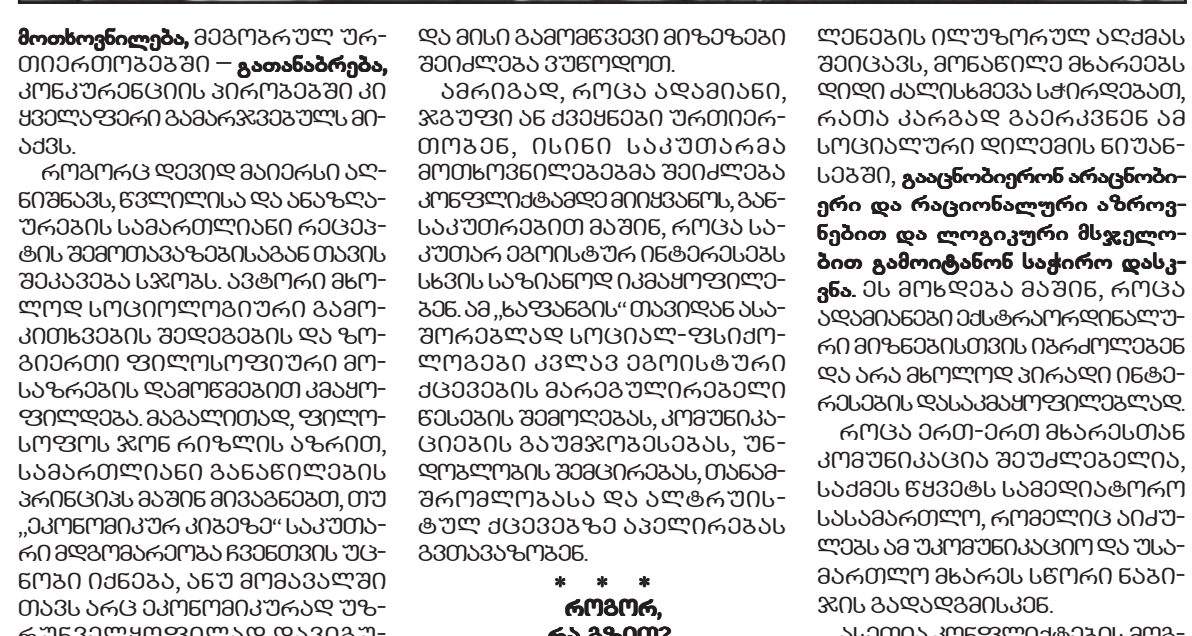 მოთხოვნილება, მეგობრულ ურ-
თიერთობებში — გათანაბრება,
კონკურენციის პირობებში კი
ყველაფერი გამარჯვებულს მი-
აქვს.
როგორც დევიდ მაიერსი აღ-
ნიშნავს, წვლილისა და ანაზღა-
ურების სამართლიანი რეცეპ-
ტის შემოთავაზებისაგან თავის
შეკავება სჯობს. ავტორი მხო-
ლოდ სოციოლოგიური გამო-
კითხვების შედეგების და ზო-
გიერთი ფილოსოფიური მო-
საზრების დამოწმებით კმაყო-
ფილდება. მაგალითად, ფილო-
სოფოს ჯონ რიზლის აზრით,
სამართლიანი განაწილების
პრინციპს მაშინ მივაგნებთ, თუ
„ეკონომიკურ კიბეზე“ საკუთა-
რი მდგომარეობა ჩვენთვის უც-
ნობი იქნება, ანუ მომავალში
თავს არც ეკონომიკურად უზ-
რუნველყოფილად დავიგუ-
და მისი გამომწვევი მიზეზები
შეიძლება ვუწოდოთ.
ამრიგად, როცა ადამიანი,
ჯგუფი ან ქვეყნები ურთიერ-
თობენ, ისინი საკუთარმა
მოთხოვნილებებმა შეიძლება
კონფლიქტამდე მიიყვანოს, გან-
საკუთრებით მაშინ, როცა სა-
კუთარ ეგოისტურ ინტერესებს
სხვის საზიანოდ იკმაყოფილე-
ბენ. ამ „ხაფანგის“ თავიდან ასა-
შორებლად სოციალ-ფსიქო-
ლოგები კვლავ ეგოისტური
ქცევების მარეგულირებელი
წესების შემოღებას, კომუნიკა-
ციების გაუმჯობესებას, უნ-
დობლობის შემცირებას, თანამ-
შრომლობასა და ალტრუის-
ტულ ქცევებზე აპელირებას
გვთავაზობენ.
* * *
როგორ,
რა გზით?
ლენების ილუზორულ აღქმას
შეიცავს, მონაწილე მხარეებს
დიდი ძალისხმევა სჭირდებათ,
რათა კარგად გაერკვნენ ამ
სოციალური დილემის ნიუან-
სებში, გააცნობიერონ არაცნობი-
ერი და რაციონალური აზროვ-
ნებით და ლოგიკური მსჯელო-
ბით გამოიტანონ საჭირო დასკ-
ვნა. ეს მოხდება მაშინ, როცა
ადამიანები ექსტრაორდინალუ-
რი მიზნებისთვის იბრძოლებენ
და არა მხოლოდ პირადი ინტე-
რესების დასაკმაყოფილებლად.
როცა ერთ-ერთ მხარესთან
კომუნიკაცია შეუძლებელია,
საქმეს წყვეტს სამედიატორო
სასამართლო, რომელიც აიძუ-
ლებს ამ უკომუნიკაციო და უსა-
მართლო მხარეს სწორი ნაბი-
ჯის გადადგმისკენ.
ასეთია კონფლიქტების მოგ-